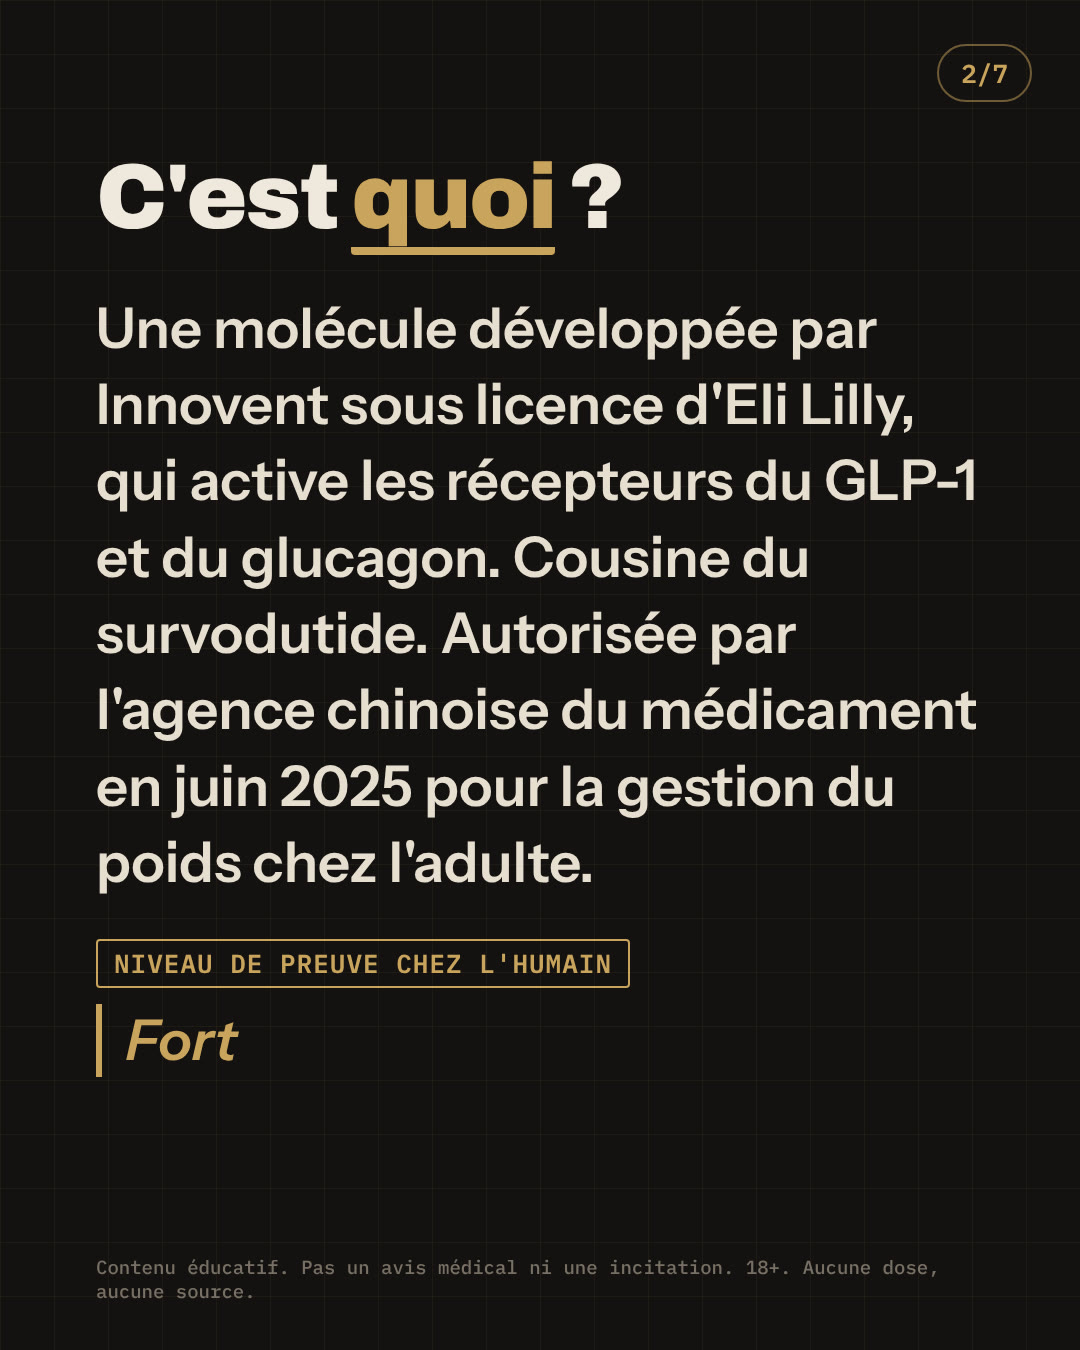 2/7
C'est quoi ?
Une molécule développée par
Innovent sous licence d'Eli Lilly,
qui active les récepteurs du GLP-1
et du glucagon. Cousine du
survodutide. Autorisée par
l'agence chinoise du médicament
en juin 2025 pour la gestion du
poids chez l'adulte.
NIVEAU DE PREUVE CHEZ L'HUMAIN
Fort
Contenu éducatif. Pas un avis médical ni une incitation. 18+. Aucune dose,
aucune source.